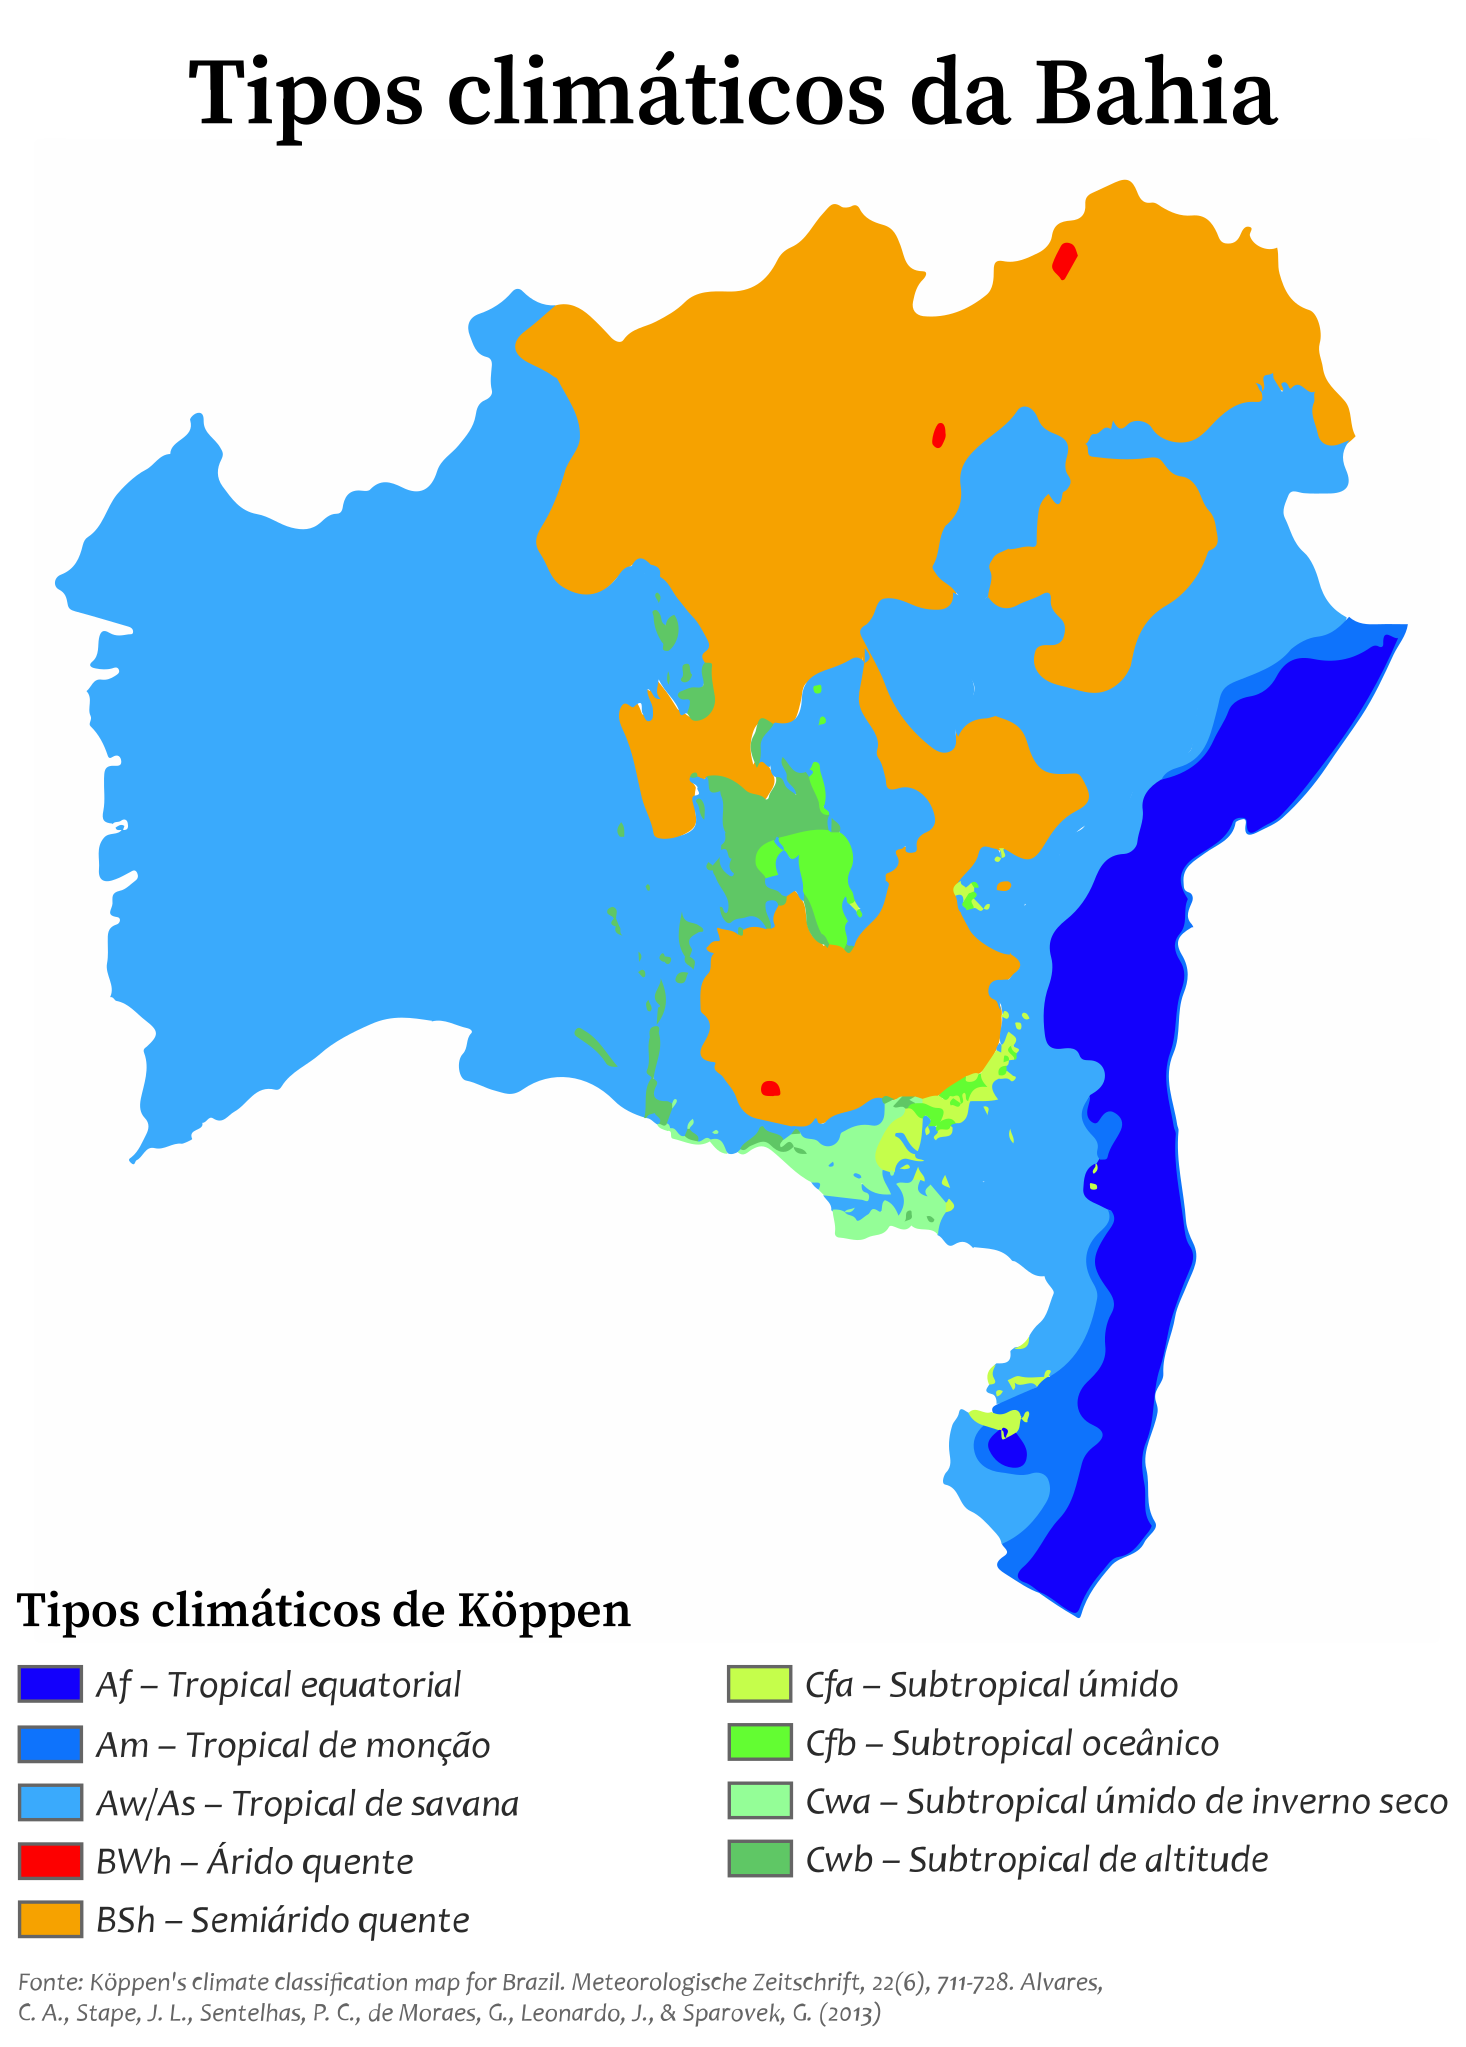 Tipos climáticos da Bahia
Tipos climáticos de Köppen
Af – Tropical equatorial
Am – Tropical de monção
Aw/As – Tropical de savana
BWh – Árido quente
BSh – Semiárido quente
Cfa – Subtropical úmido
Cfb – Subtropical oceânico
Cwa – Subtropical úmido de inverno seco
Cwb – Subtropical de altitude
Fonte: Köppen's climate classification map for Brazil. Meteorologische Zeitschrift, 22(6), 711-728. Alvares,
C. A., Stape, J. L., Sentelhas, P. C., de Moraes, G., Leonardo, J., & Sparovek, G. (2013)